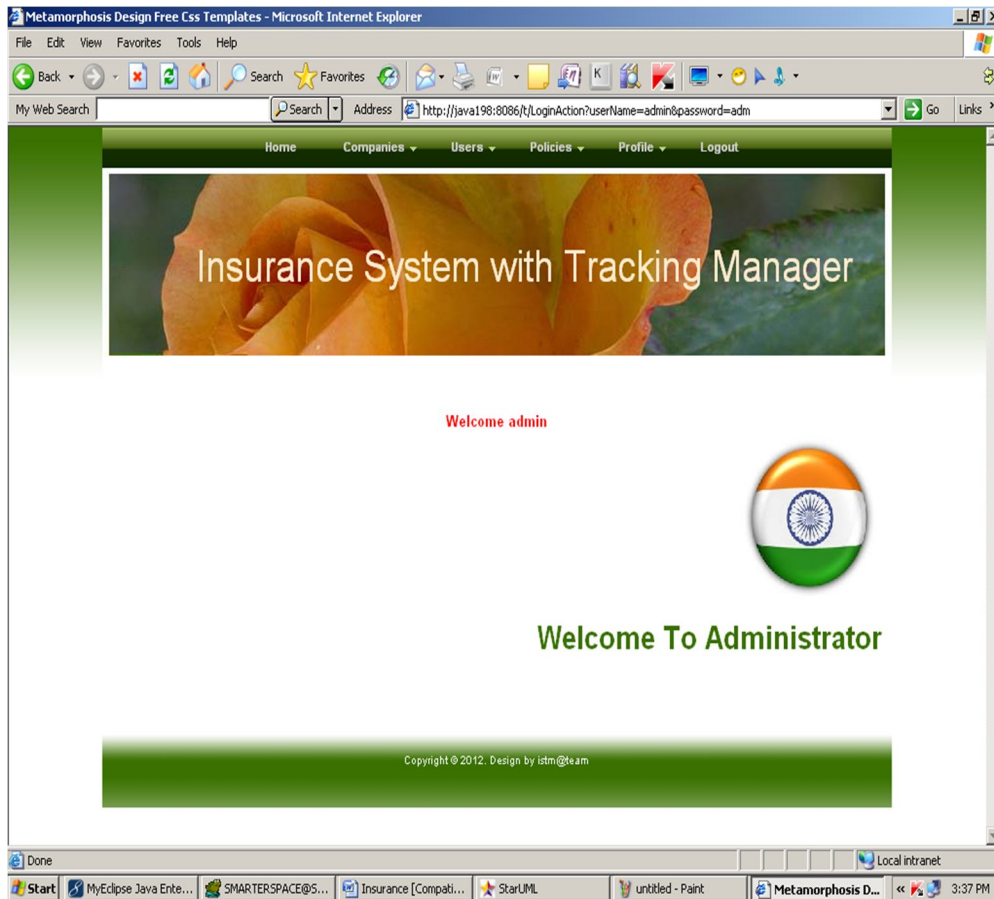 Metamorphosis Design Free Css Templates - Microsoft Internet Explorer
File Edit View Favorites Tools Help
Back Search Favorites
My Web Search Search Address http://java198:8086/t/LoginAction?userName=admin&password=adm Go Links
Home Companies Users Policies Profile Logout
Insurance System with Tracking Manager
Welcome admin
Welcome To Administrator
Copyright © 2012. Design by istm@team
Done Local intranet
Start MyEclipse Java Ente... SMARTERSPACE@S... Insurance [Compati... StarUML untitled - Paint Metamorphosis D... 3:37 PM